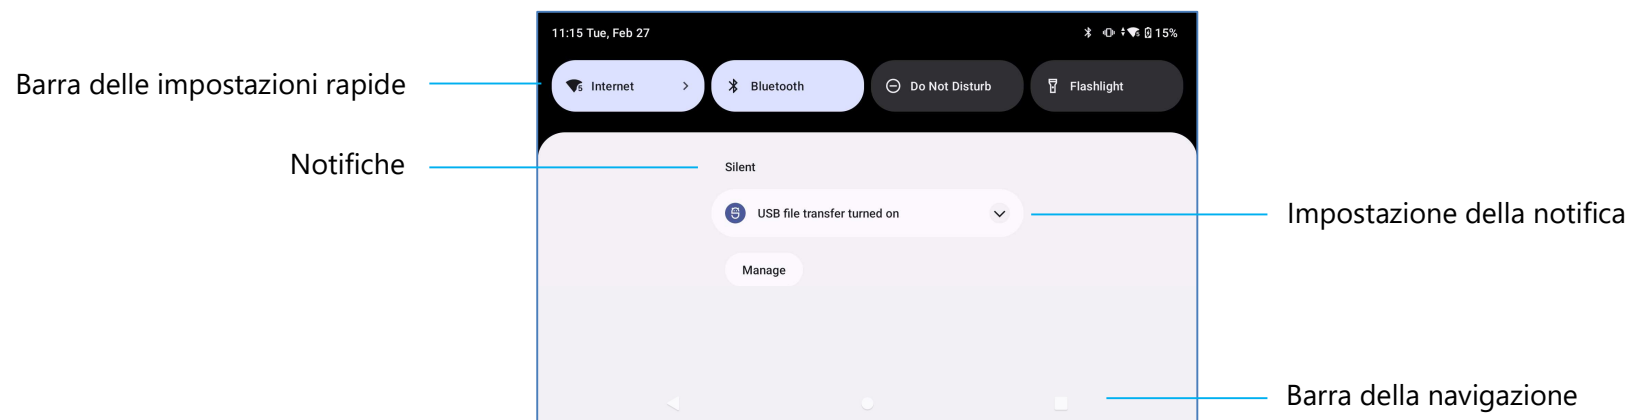 11:15 Tue, Feb 27 15%
Barra delle impostazioni rapide
Internet Bluetooth Do Not Disturb Flashlight
Notifiche
Silent
USB file transfer turned on
Impostazione della notifica
Manage
Barra della navigazione